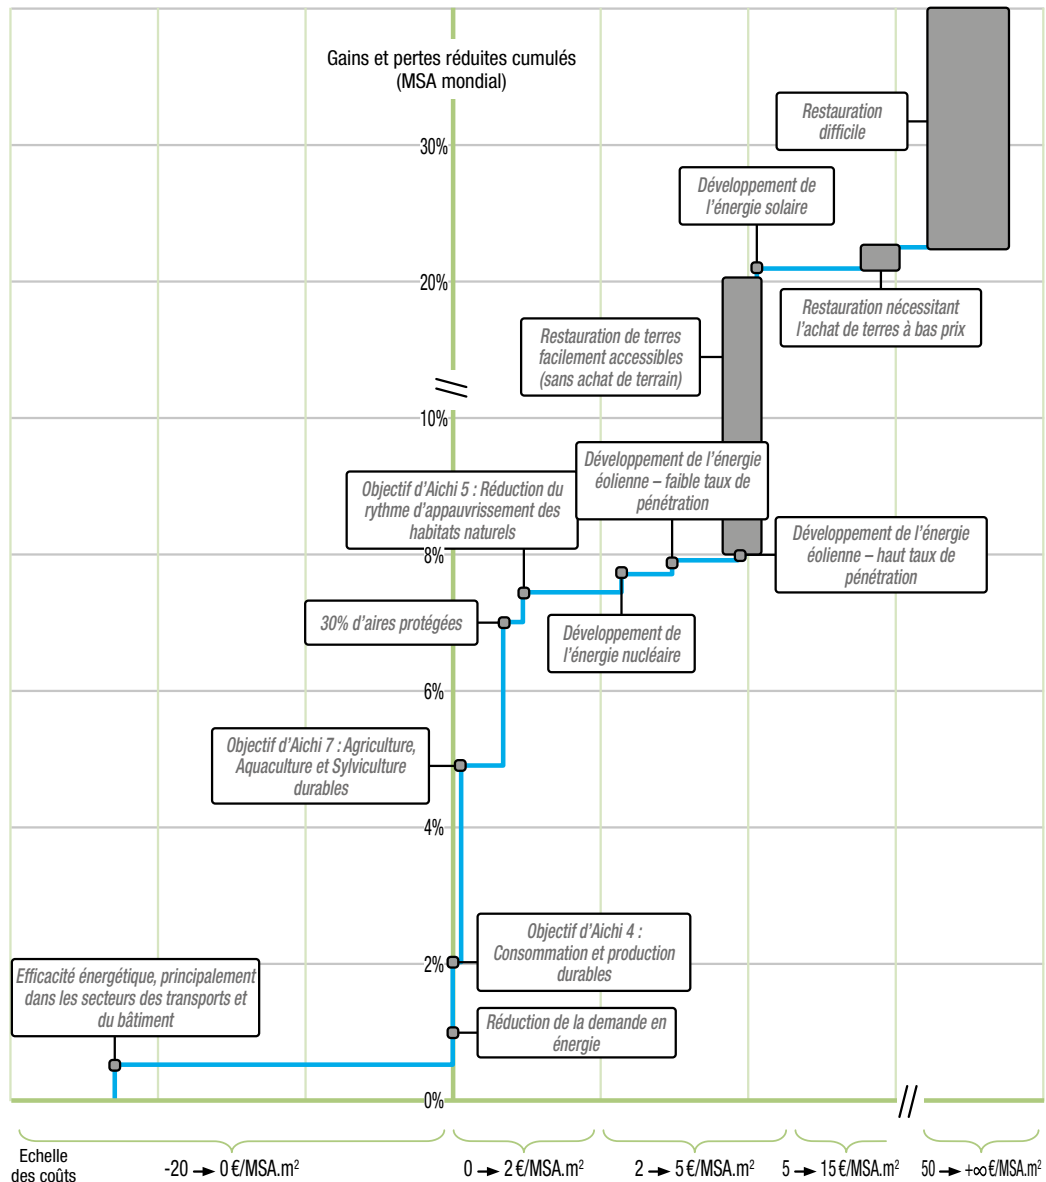 Gains et pertes réduites cumulés
(MSA mondial)
Restauration
difficile
30%
Développement de
l'énergie solaire
20%
Restauration nécessitant
l'achat de terres à bas prix
Restauration de terres
facilement accessibles
(sans achat de terrain)
10%
Développement de l'énergie
éolienne – faible taux de
pénétration
Objectif d'Aichi 5 : Réduction du
rythme d'appauvrissement des
habitats naturels
Développement de l'énergie
éolienne – haut taux de
pénétration
8%
30% d'aires protégées
Développement de
l'énergie nucléaire
6%
Objectif d'Aichi 7 : Agriculture,
Aquaculture et Sylviculture
durables
4%
Objectif d'Aichi 4 :
Consommation et production
durables
2%
Efficacité énergétique, principalement
dans les secteurs des transports et
du bâtiment
Réduction de la demande en
énergie
0%
Echelle
des coûts
-20 → 0 €/MSA.m²
0 → 2€/MSA.m²
2 → 5 €/MSA.m²
5 → 15 €/MSA.m²
50 → +∞ €/MSA.m²